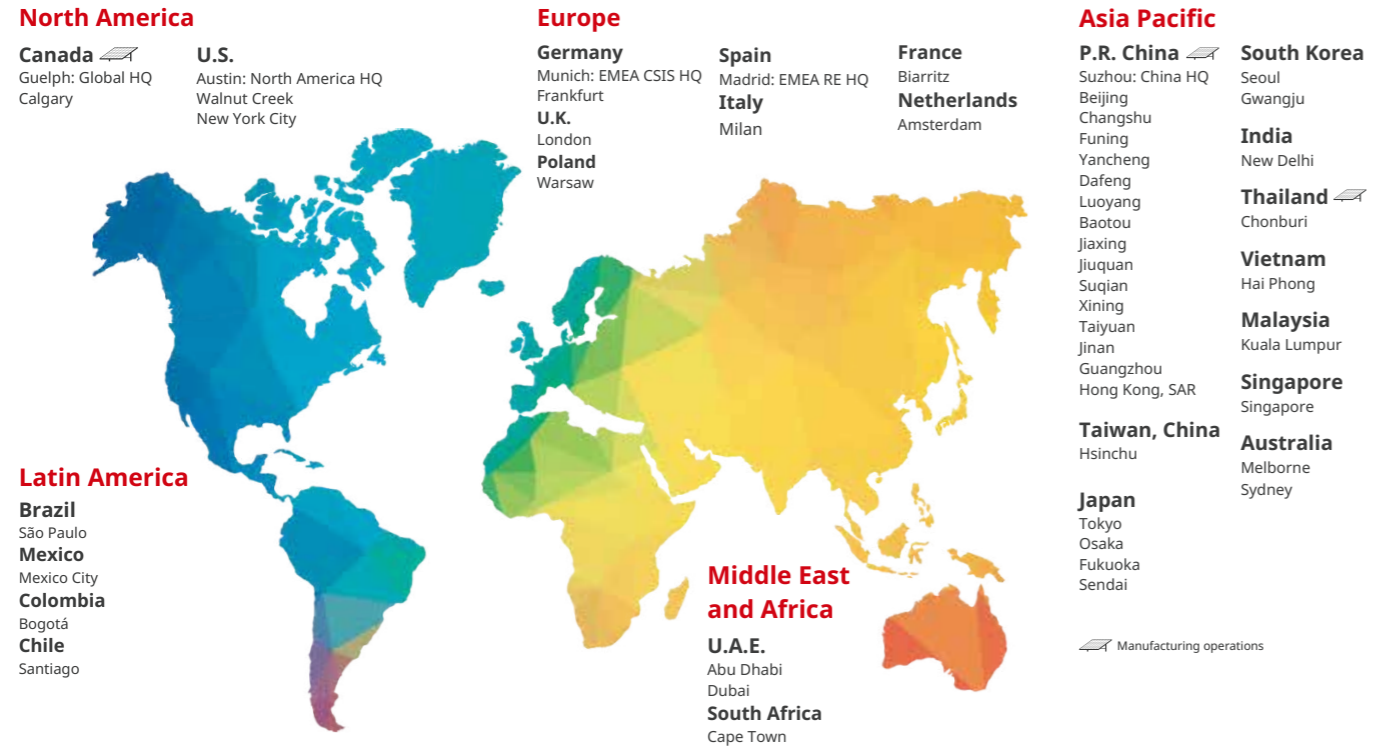 North America
Canada
Guelph: Global HQ
Calgary
U.S.
Austin: North America HQ
Walnut Creek
New York City
Europe
Germany
Munich: EMEA CSIS HQ
Frankfurt
U.K.
London
Poland
Warsaw
Spain
Madrid: EMEA RE HQ
Italy
Milan
France
Biarritz
Netherlands
Amsterdam
Asia Pacific
P.R. China
Suzhou: China HQ
Beijing
Changshu
Funing
Yancheng
Dafeng
Luoyang
Baotou
Jiaxing
Jiuquan
Suqian
Xining
Taiyuan
Jinan
Guangzhou
Hong Kong, SAR
Taiwan, China
Hsinchu
Japan
Tokyo
Osaka
Fukuoka
Sendai
South Korea
Seoul
Gwangju
India
New Delhi
Thailand
Chonburi
Vietnam
Hai Phong
Malaysia
Kuala Lumpur
Singapore
Singapore
Australia
Melborne
Sydney
Manufacturing operations
Latin America
Brazil
São Paulo
Mexico
Mexico City
Colombia
Bogotá
Chile
Santiago
Middle East
and Africa
U.A.E.
Abu Dhabi
Dubai
South Africa
Cape Town